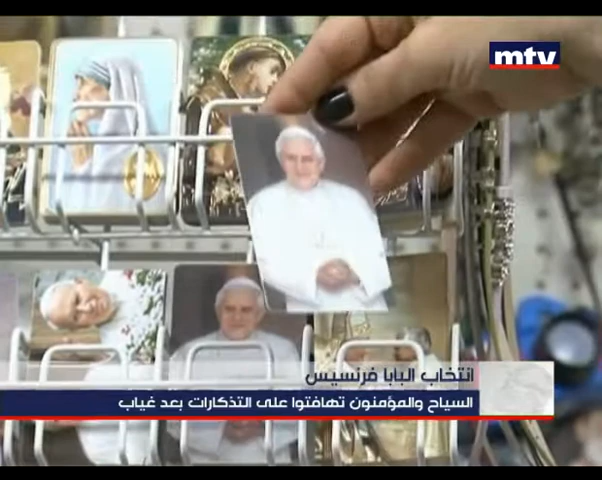 mtv
انتخاب البابا فرنسيس
السياح والمؤمنون تهافتوا على التذكارات بعد غياب